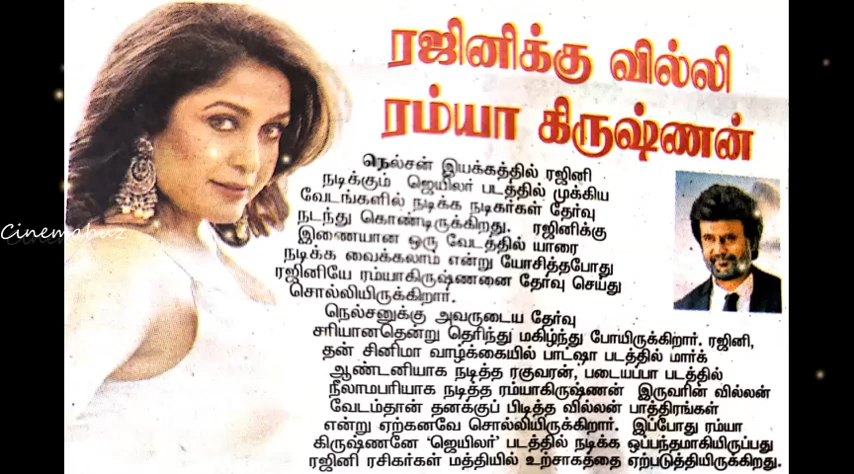 ரஜினிக்கு வில்லி
ரம்யா கிருஷ்ணன்
நெல்சன் இயக்கத்தில் ரஜினி
நடிக்கும் ஜெயிலர் படத்தில் முக்கிய
வேடங்களில் நடிக்க நடிகர்கள் தேர்வு
நடந்து கொண்டிருக்கிறது. ரஜினிக்கு
இணையான ஒரு வேடத்தில் யாரை
நடிக்க வைக்கலாம் என்று யோசித்தபோது
ரஜினியே ரம்யாகிருஷ்ணனை தேர்வு செய்து
சொல்லியிருக்கிறார்.
நெல்சனுக்கு அவருடைய தேர்வு
சரியானதென்று தெரிந்து மகிழ்ந்து போயிருக்கிறார். ரஜினி,
தன் சினிமா வாழ்க்கையில் பாட்ஷா படத்தில் மார்க்
ஆண்டனியாக நடித்த ரகுவரன், படையப்பா படத்தில்
நீலாமபரியாக நடித்த ரம்யாகிருஷ்ணன் இருவரின் வில்லன்
வேடம்தான் தனக்குப் பிடித்த வில்லன் பாத்திரங்கள்
என்று ஏற்கனவே சொல்லியிருக்கிறார். இப்போது ரம்யா
கிருஷ்ணனே 'ஜெயிலர்' படத்தில் நடிக்க ஒப்பந்தமாகியிருப்பது
ரஜினி ரசிகர்கள் மத்தியில் உற்சாகத்தை ஏற்படுத்தியிருக்கிறது.
Cinemabuz